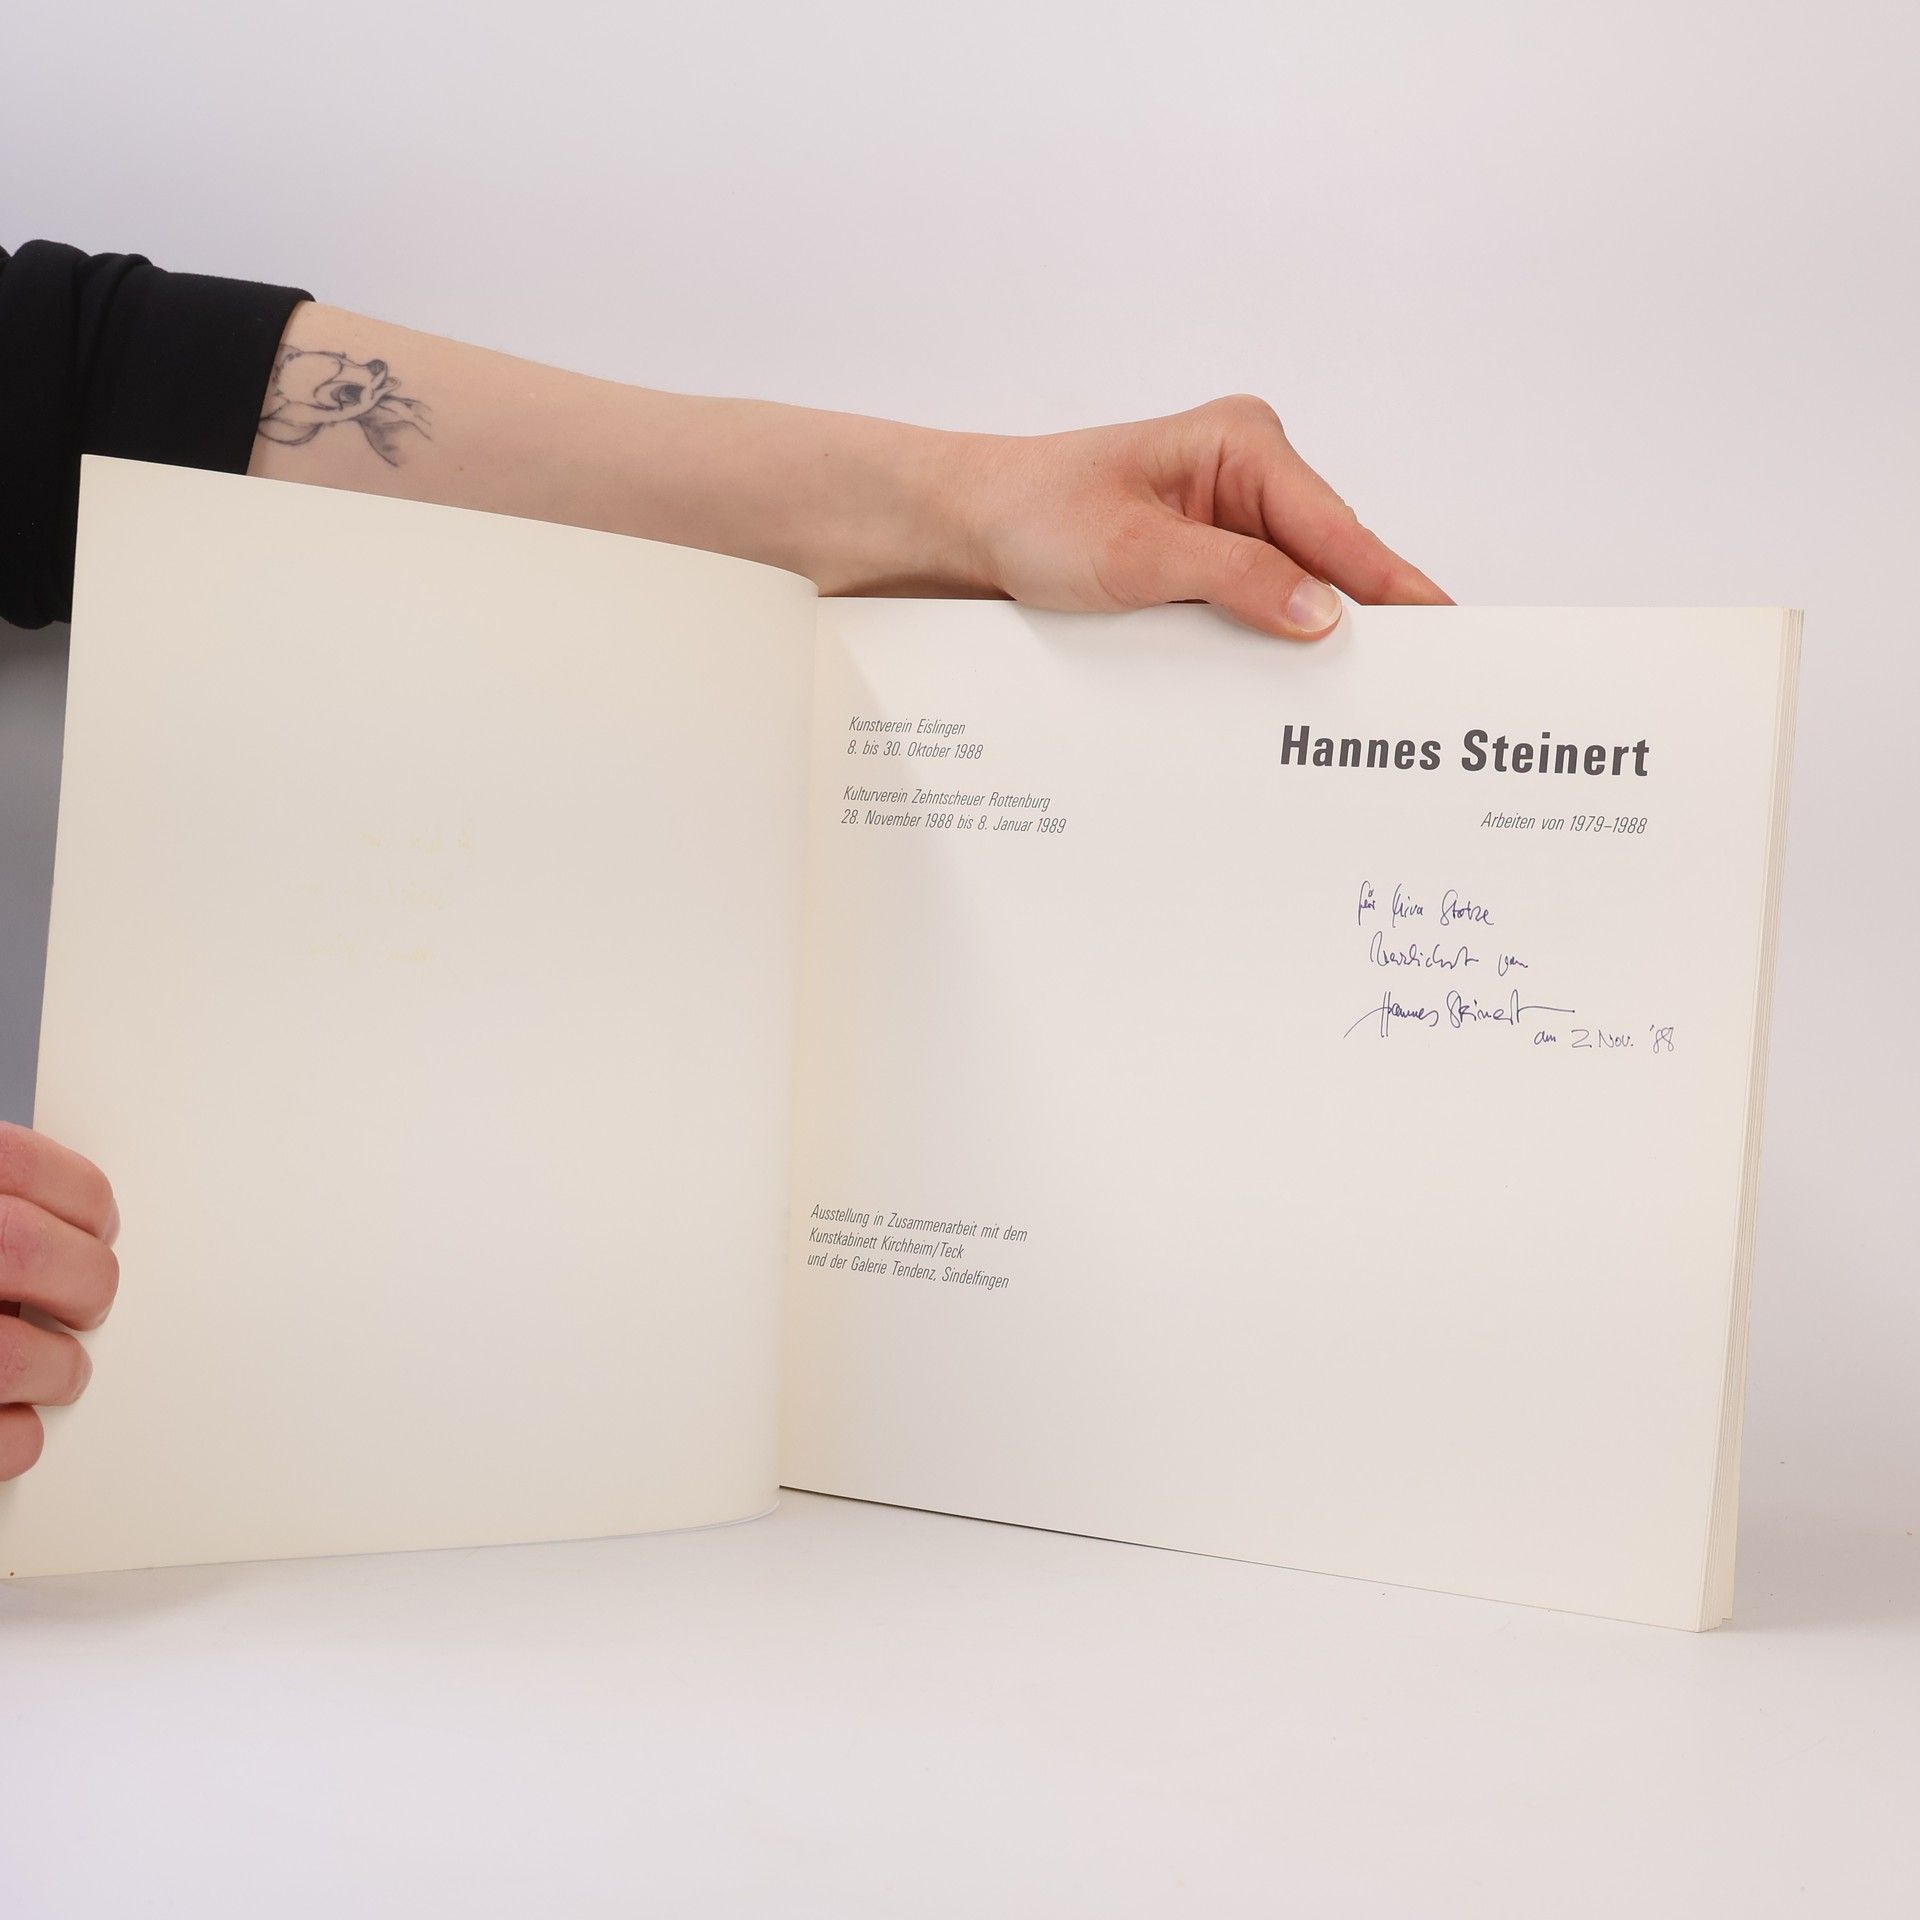 Kunstverein Eislingen
8. bis 30. Oktober 1988
Kulturverein Zehntscheuer Rottenburg
28. November 1988 bis 8. Januar 1989
Hannes Steinert
Arbeiten von 1979–1988
für
Herzlichst von
Hannes Steinert
am 2. Nov. '88
Ausstellung in Zusammenarbeit mit dem
Kunstkabinett Kirchheim/Teck
und der Galerie Tendenz, Sindelfingen